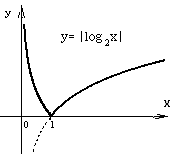 y
y= |log₂x|
x
0 1